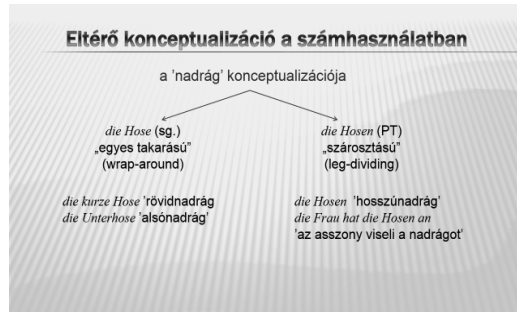 Eltérő konceptualizáció a számhasználatban
a 'nadrág' konceptualizációja
die Hose (sg.)
„egyes takarású”
(wrap-around)
die Hosen (PT)
„szárosztású”
(leg-dividing)
die kurze Hose 'rövidnadrág
die Unterhose 'alsónadrág'
die Hosen 'hosszúnadrág'
die Frau hat die Hosen an
'az asszony viseli a nadrágot'